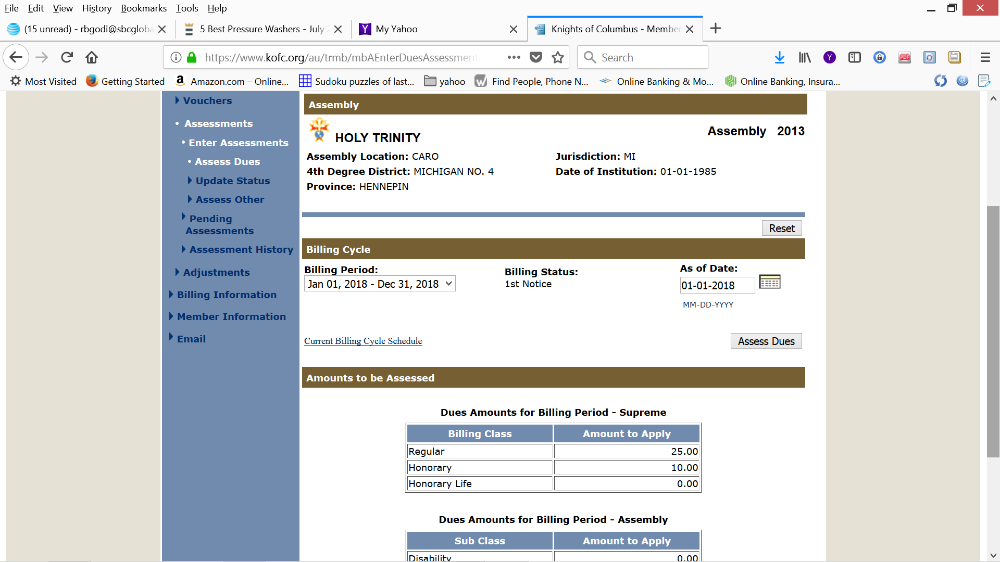 File Edit View History Bookmarks Tools Help
(15 unread) - rbgodi@sbcgloba
5 Best Pressure Washers - July 2
My Yahoo
Knights of Columbus - Member
https://www.kofc.org/au/trmb/mbAEnterDuesAssessment
Search
Most Visited Getting Started Amazon.com – Online... Sudoku puzzles of last... yahoo Find People, Phone N... Online Banking & Mo... Online Banking, Insura...
Vouchers
Assessments
Enter Assessments
Assess Dues
Update Status
Assess Other
Pending
Assessments
Assessment History
Adjustments
Billing Information
Member Information
Email
Assembly
HOLY TRINITY
Assembly 2013
Assembly Location: CARO
Jurisdiction: MI
4th Degree District: MICHIGAN NO. 4
Date of Institution: 01-01-1985
Province: HENNEPIN
Reset
Billing Cycle
Billing Period:
Jan 01, 2018 - Dec 31, 2018
Billing Status:
1st Notice
As of Date:
01-01-2018
MM-DD-YYYY
Current Billing Cycle Schedule
Assess Dues
Amounts to be Assessed
Dues Amounts for Billing Period - Supreme
Billing Class Amount to Apply
Regular 25.00
Honorary 10.00
Honorary Life 0.00
Dues Amounts for Billing Period - Assembly
Sub Class Amount to Apply
Disability 0.00